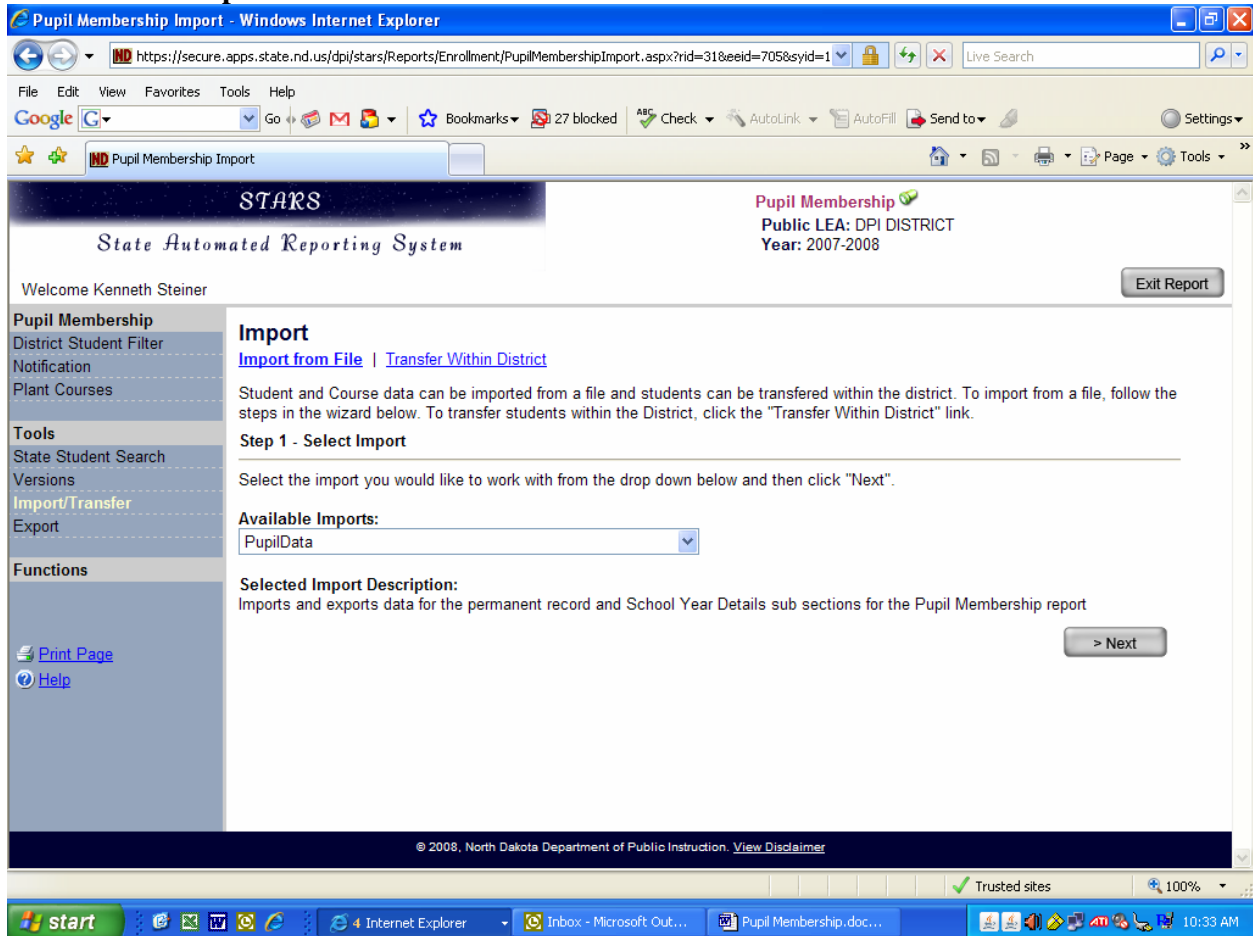 Pupil Membership Import - Windows Internet Explorer
https://secure.apps.state.nd.us/dpi/stars/Reports/Enrollment/PupilMembershipImport.aspx?rid=31&eeid=705&syid=1
Live Search
File Edit View Favorites Tools Help
Google G Go Bookmarks 27 blocked ABC Check AutoLink AutoFill Send to Settings
ND Pupil Membership Import
Page Tools
STARS
State Automated Reporting System
Pupil Membership
Public LEA: DPI DISTRICT
Year: 2007-2008
Welcome Kenneth Steiner
Exit Report
Pupil Membership
District Student Filter
Notification
Plant Courses
Tools
State Student Search
Versions
Import/Transfer
Export
Functions
Print Page
Help
Import
Import from File | Transfer Within District
Student and Course data can be imported from a file and students can be transfered within the district. To import from a file, follow the
steps in the wizard below. To transfer students within the District, click the "Transfer Within District" link.
Step 1 - Select Import
Select the import you would like to work with from the drop down below and then click "Next".
Available Imports:
PupilData
Selected Import Description:
Imports and exports data for the permanent record and School Year Details sub sections for the Pupil Membership report
> Next
© 2008, North Dakota Department of Public Instruction. View Disclaimer
Trusted sites 100%
start 4 Internet Explorer Inbox - Microsoft Out... Pupil Membership.doc... 10:33 AM